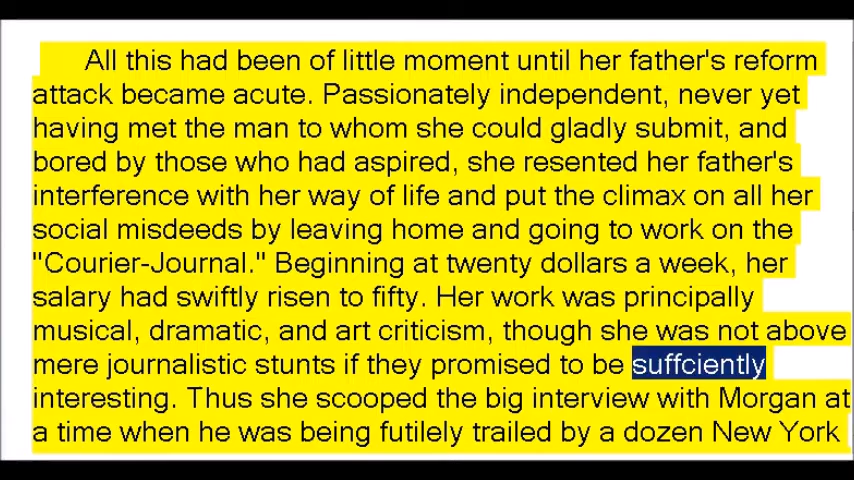 All this had been of little moment until her father's reform
attack became acute. Passionately independent, never yet
having met the man to whom she could gladly submit, and
bored by those who had aspired, she resented her father's
interference with her way of life and put the climax on all her
social misdeeds by leaving home and going to work on the
"Courier-Journal." Beginning at twenty dollars a week, her
salary had swiftly risen to fifty. Her work was principally
musical, dramatic, and art criticism, though she was not above
mere journalistic stunts if they promised to be suffciently
interesting. Thus she scooped the big interview with Morgan at
a time when he was being futilely trailed by a dozen New York